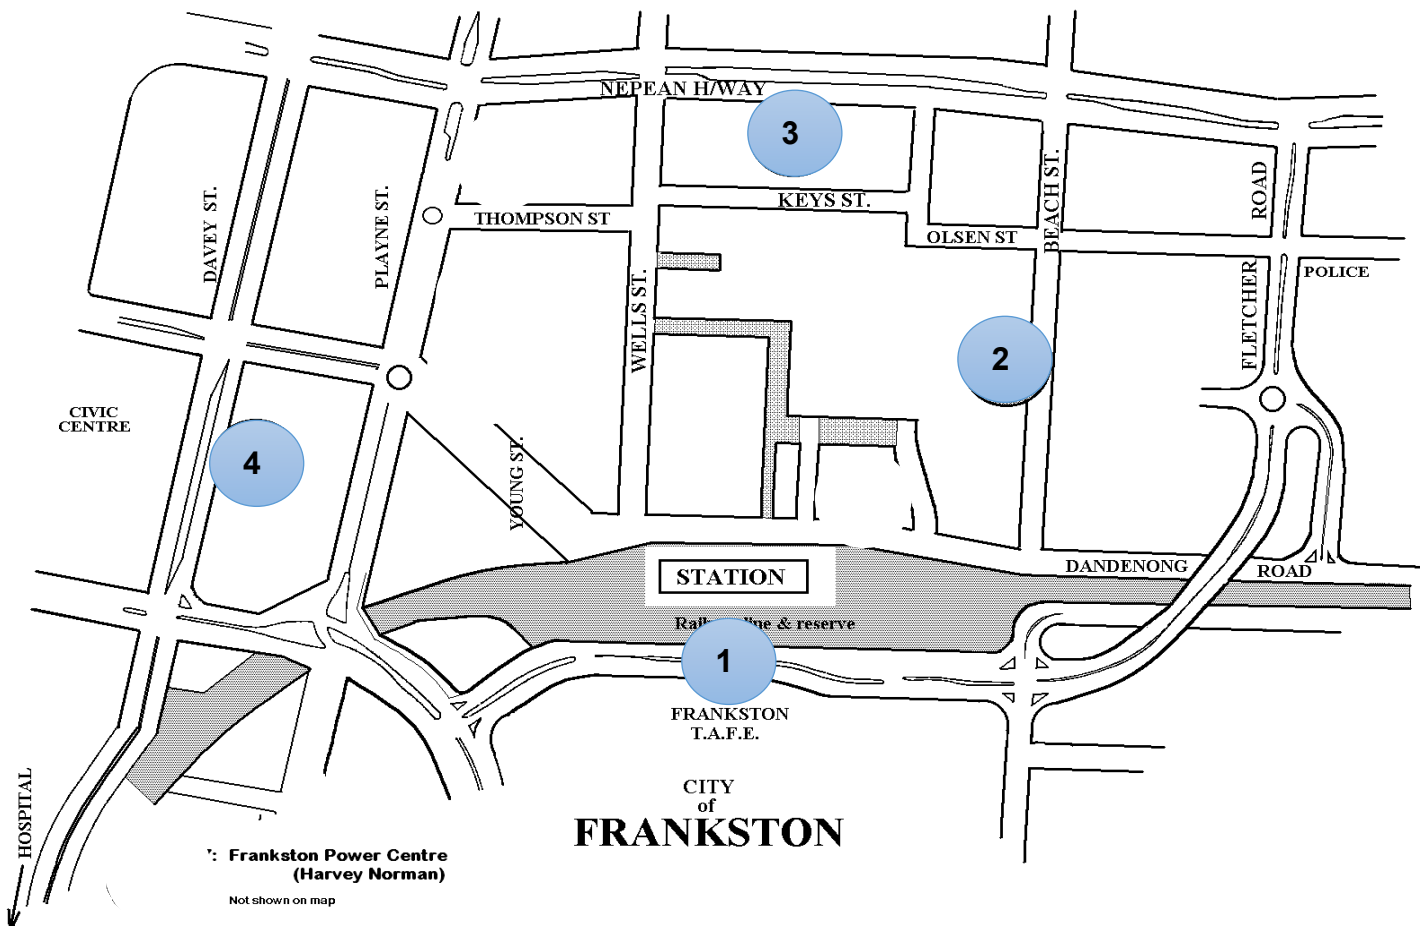 NEPEAN H/WAY
3
DAVEY ST.
PLAYNE ST.
THOMPSON ST
KEYS ST.
OLSEN ST
BEACH ST.
ROAD
FLETCHER
POLICE
WELLS ST.
2
CIVIC
CENTRE
4
YOUNG ST.
STATION
DANDENONG
ROAD
line & reserve
1
FRANKSTON
T.A.F.E.
CITY
of
FRANKSTON
HOSPITAL
Frankston Power Centre
(Harvey Norman)
Not shown on map